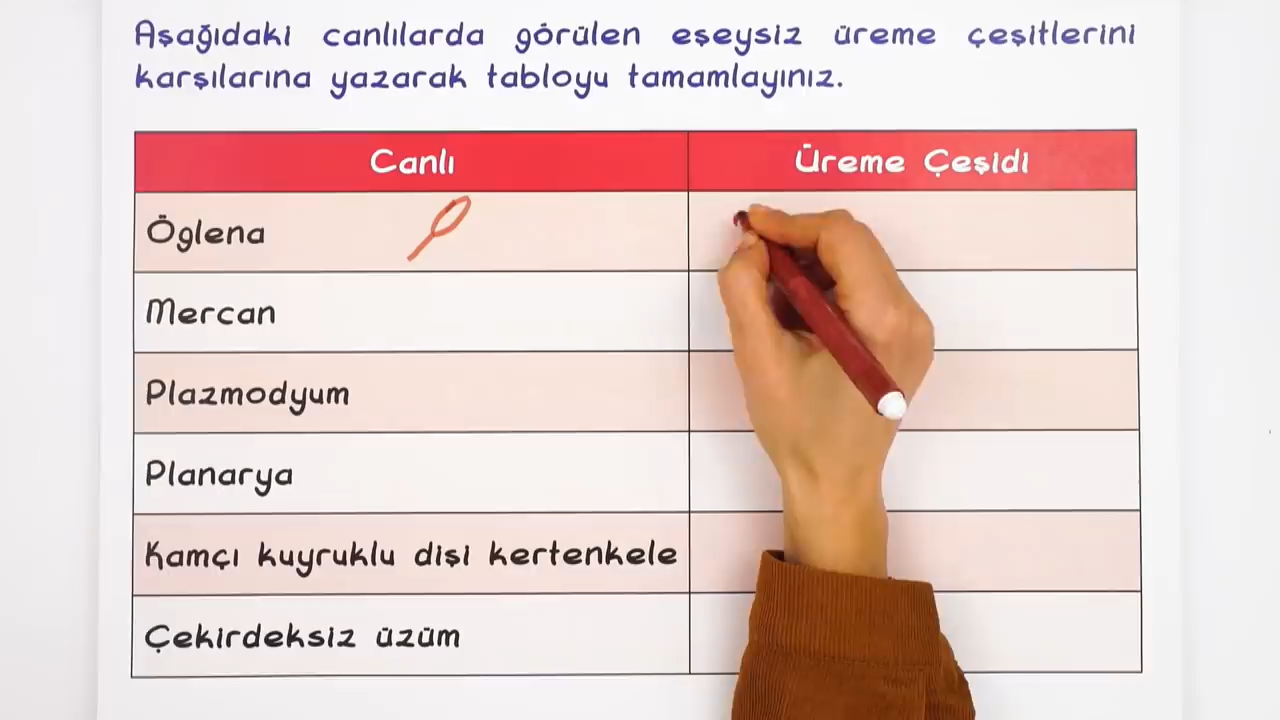 Aşağıdaki canlılarda görülen eşeysiz üreme çeşitlerini
karşılarına yazarak tabloyu tamamlayınız.
Canlı
Üreme Çeşidi
Öglena
Mercan
Plazmodyum
Planarya
Kamçı kuyruklu dişi kertenkele
Çekirdeksiz üzüm